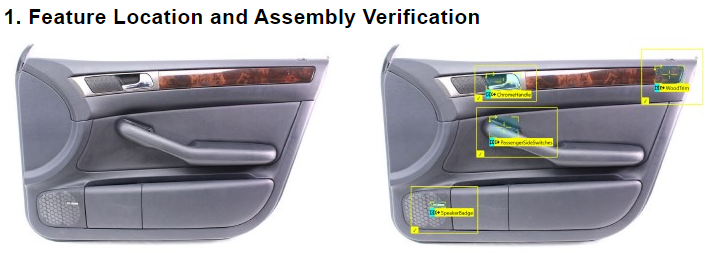 1. Feature Location and Assembly Verification
ChromeHandle
WoodTrim
PassengerSideSwitches
SpeakerBadge